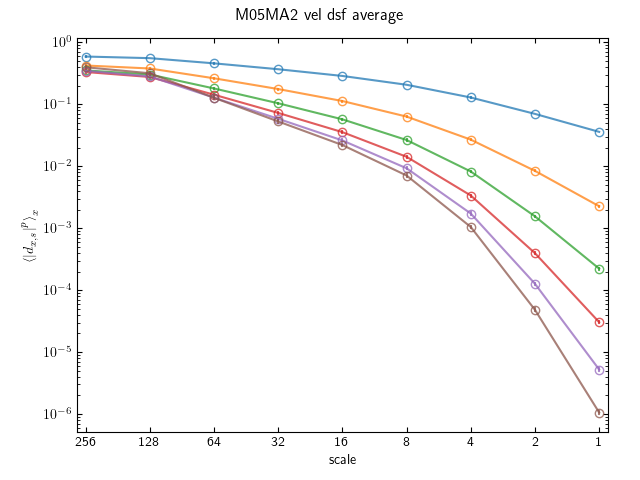 M05MA2 vel dsf average
10^0
10^{-1}
10^{-2}
10^{-3}
10^{-4}
10^{-5}
10^{-6}
⟨|d_{x,s}|^p⟩_x
256 128 64 32 16 8 4 2 1
scale